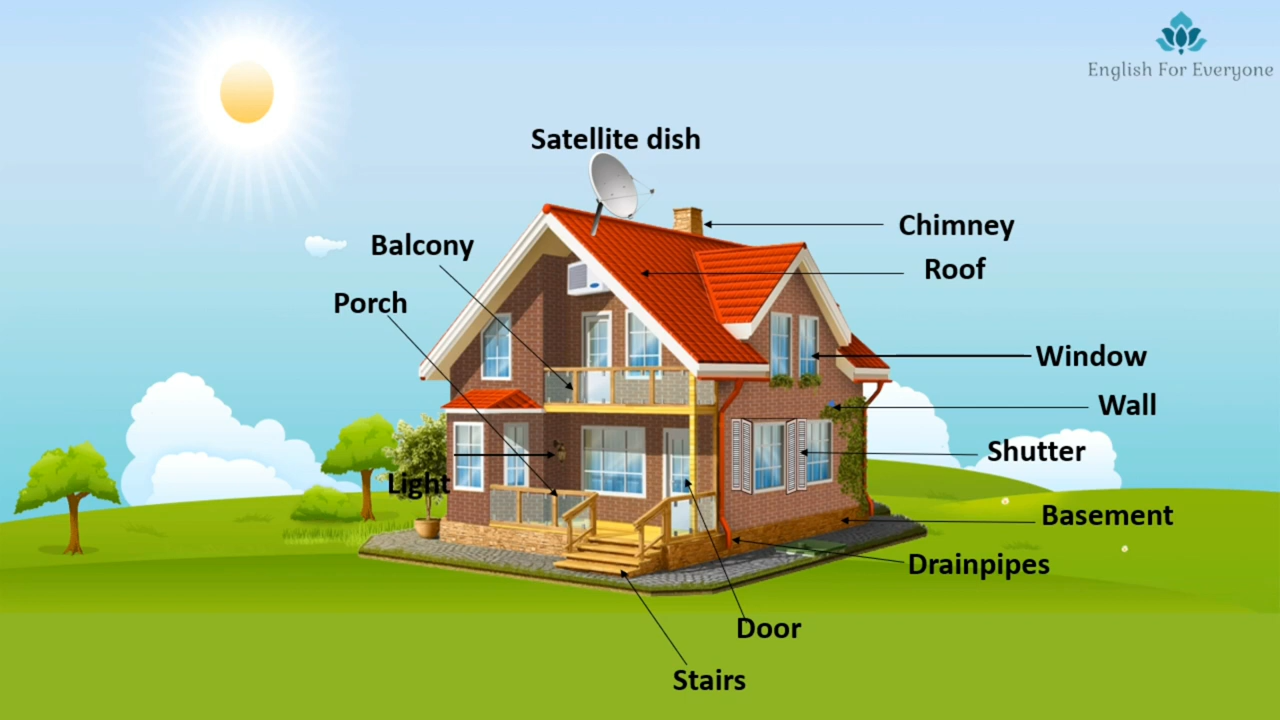 English For Everyone
Satellite dish
Chimney
Balcony
Roof
Porch
Window
Wall
Shutter
Light
Basement
Drainpipes
Door
Stairs